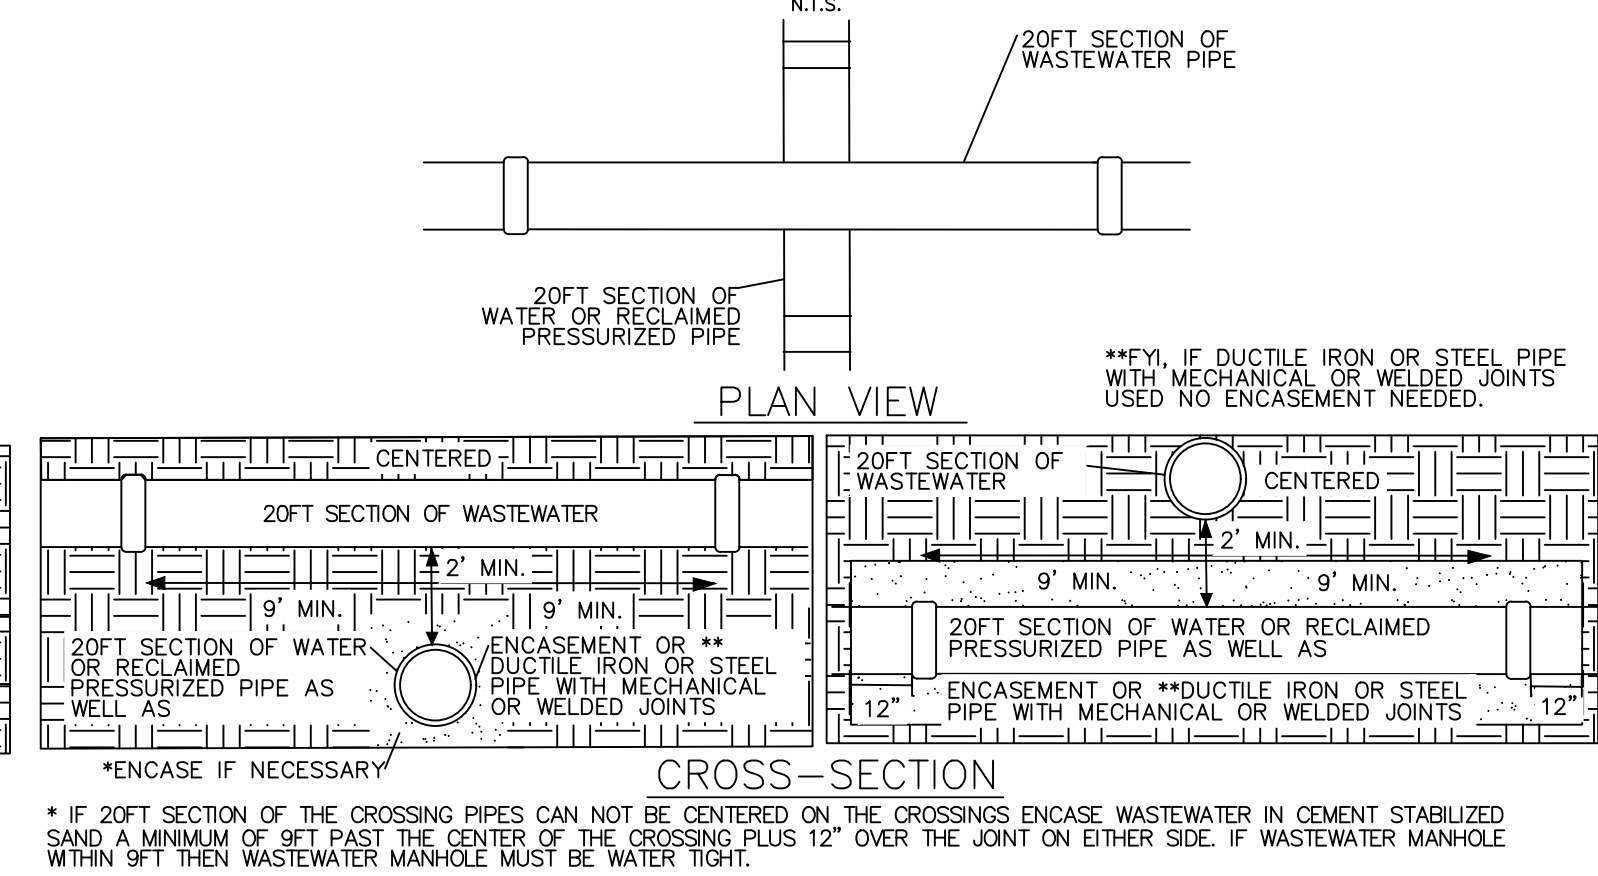 N.T.S.
20FT SECTION OF
WASTEWATER PIPE
20FT SECTION OF
WATER OR RECLAIMED
PRESSURIZED PIPE
**FYI, IF DUCTILE IRON OR STEEL PIPE
WITH MECHANICAL OR WELDED JOINTS
USED NO ENCASEMENT NEEDED.
PLAN VIEW
CENTERED
20FT SECTION OF WASTEWATER
2' MIN.
9' MIN.
9' MIN.
20FT SECTION OF WATER
OR RECLAIMED
PRESSURIZED PIPE AS
WELL AS
ENCASEMENT OR **
DUCTILE IRON OR STEEL
PIPE WITH MECHANICAL
OR WELDED JOINTS
*ENCASE IF NECESSARY
20FT SECTION OF
WASTEWATER
CENTERED
2' MIN.
9' MIN.
9' MIN.
20FT SECTION OF WATER OR RECLAIMED
PRESSURIZED PIPE AS WELL AS
ENCASEMENT OR **DUCTILE IRON OR STEEL
PIPE WITH MECHANICAL OR WELDED JOINTS
12”
12”
CROSS–SECTION
* IF 20FT SECTION OF THE CROSSING PIPES CAN NOT BE CENTERED ON THE CROSSINGS ENCASE WASTEWATER IN CEMENT STABILIZED
SAND A MINIMUM OF 9FT PAST THE CENTER OF THE CROSSING PLUS 12” OVER THE JOINT ON EITHER SIDE. IF WASTEWATER MANHOLE
WITHIN 9FT THEN WASTEWATER MANHOLE MUST BE WATER TIGHT.